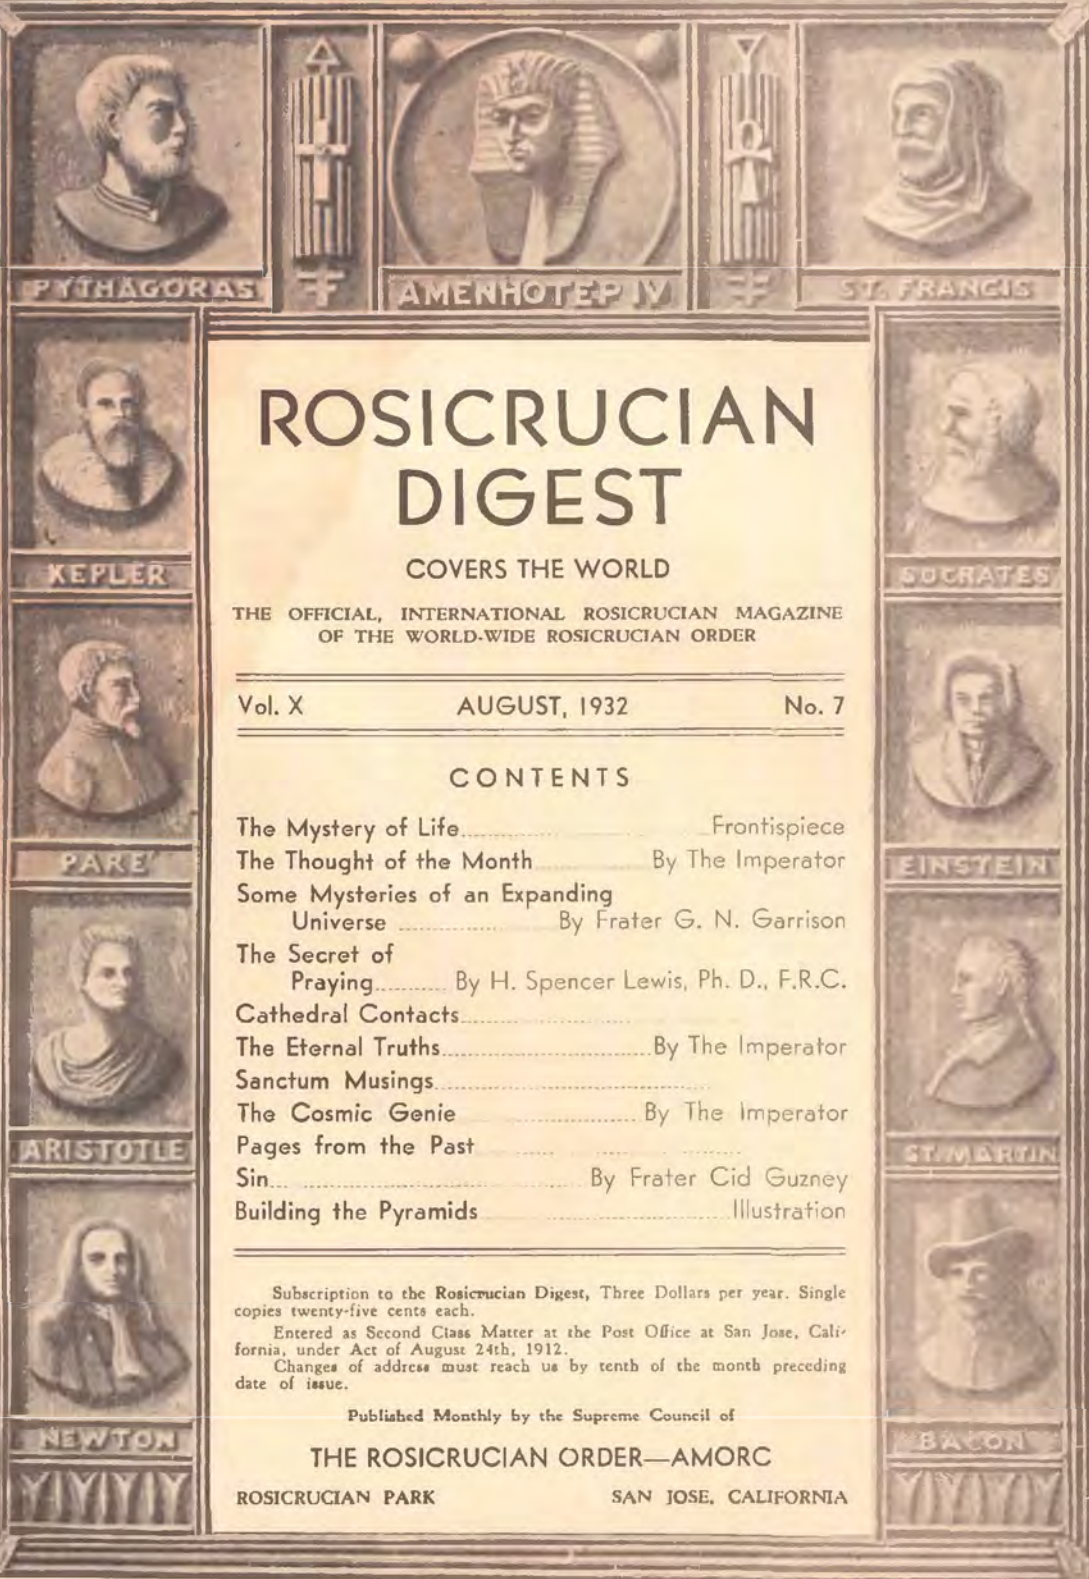 PYTHAGORAS
AMENHOTEP IV
ST. FRANCIS
KEPLER
PARE'
ARISTOTLE
NEWTON
SOCRATES
EINSTEIN
ST. MARTIN
BACON
ROSICRUCIAN
DIGEST
COVERS THE WORLD
THE OFFICIAL, INTERNATIONAL ROSICRUCIAN MAGAZINE
OF THE WORLD-WIDE ROSICRUCIAN ORDER
Vol. X AUGUST, 1932 No. 7
CONTENTS
The Mystery of Life Frontispiece
The Thought of the Month By The Imperator
Some Mysteries of an Expanding
Universe By Frater G. N. Garrison
The Secret of
Praying By H. Spencer Lewis, Ph. D., F.R.C.
Cathedral Contacts
The Eternal Truths By The Imperator
Sanctum Musings
The Cosmic Genie By The Imperator
Pages from the Past
Sin By Frater Cid Guzney
Building the Pyramids Illustration
Subscription to the Rosicrucian Digest, Three Dollars per year. Single
copies twenty-five cents each.
Entered as Second Class Matter at the Post Office at San Jose, Cali-
fornia, under Act of August 24th, 1912.
Changes of address must reach us by tenth of the month preceding
date of issue.
Published Monthly by the Supreme Council of
THE ROSICRUCIAN ORDER—AMORC
ROSICRUCIAN PARK SAN JOSE, CALIFORNIA